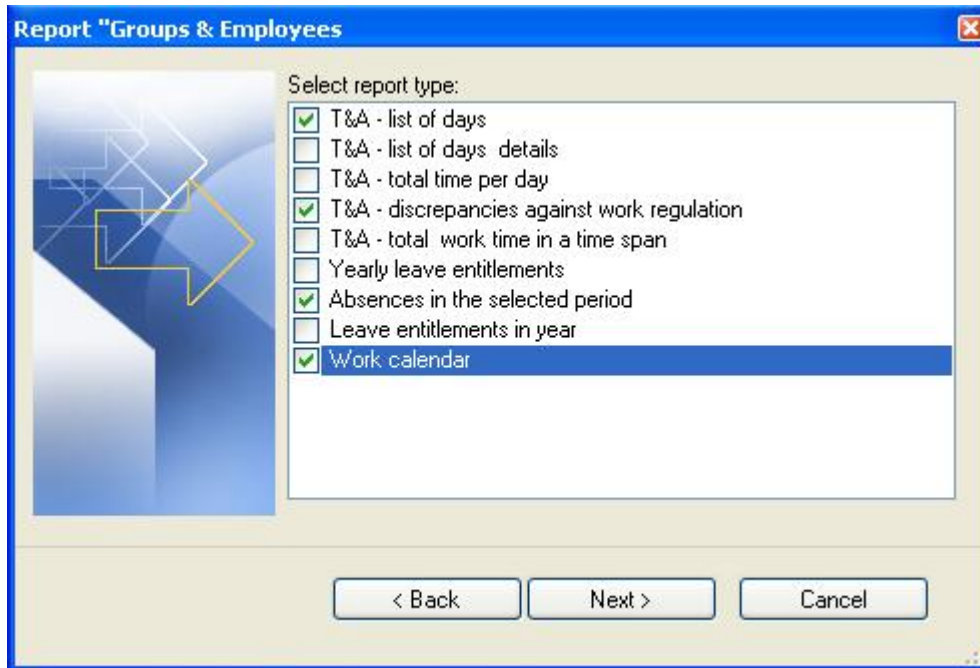 Report "Groups & Employees
Select report type:
T&A - list of days
T&A - list of days  details
T&A - total time per day
T&A - discrepancies against work regulation
T&A - total  work time in a time span
Yearly leave entitlements
Absences in the selected period
Leave entitlements in year
Work calendar
< Back
Next >
Cancel